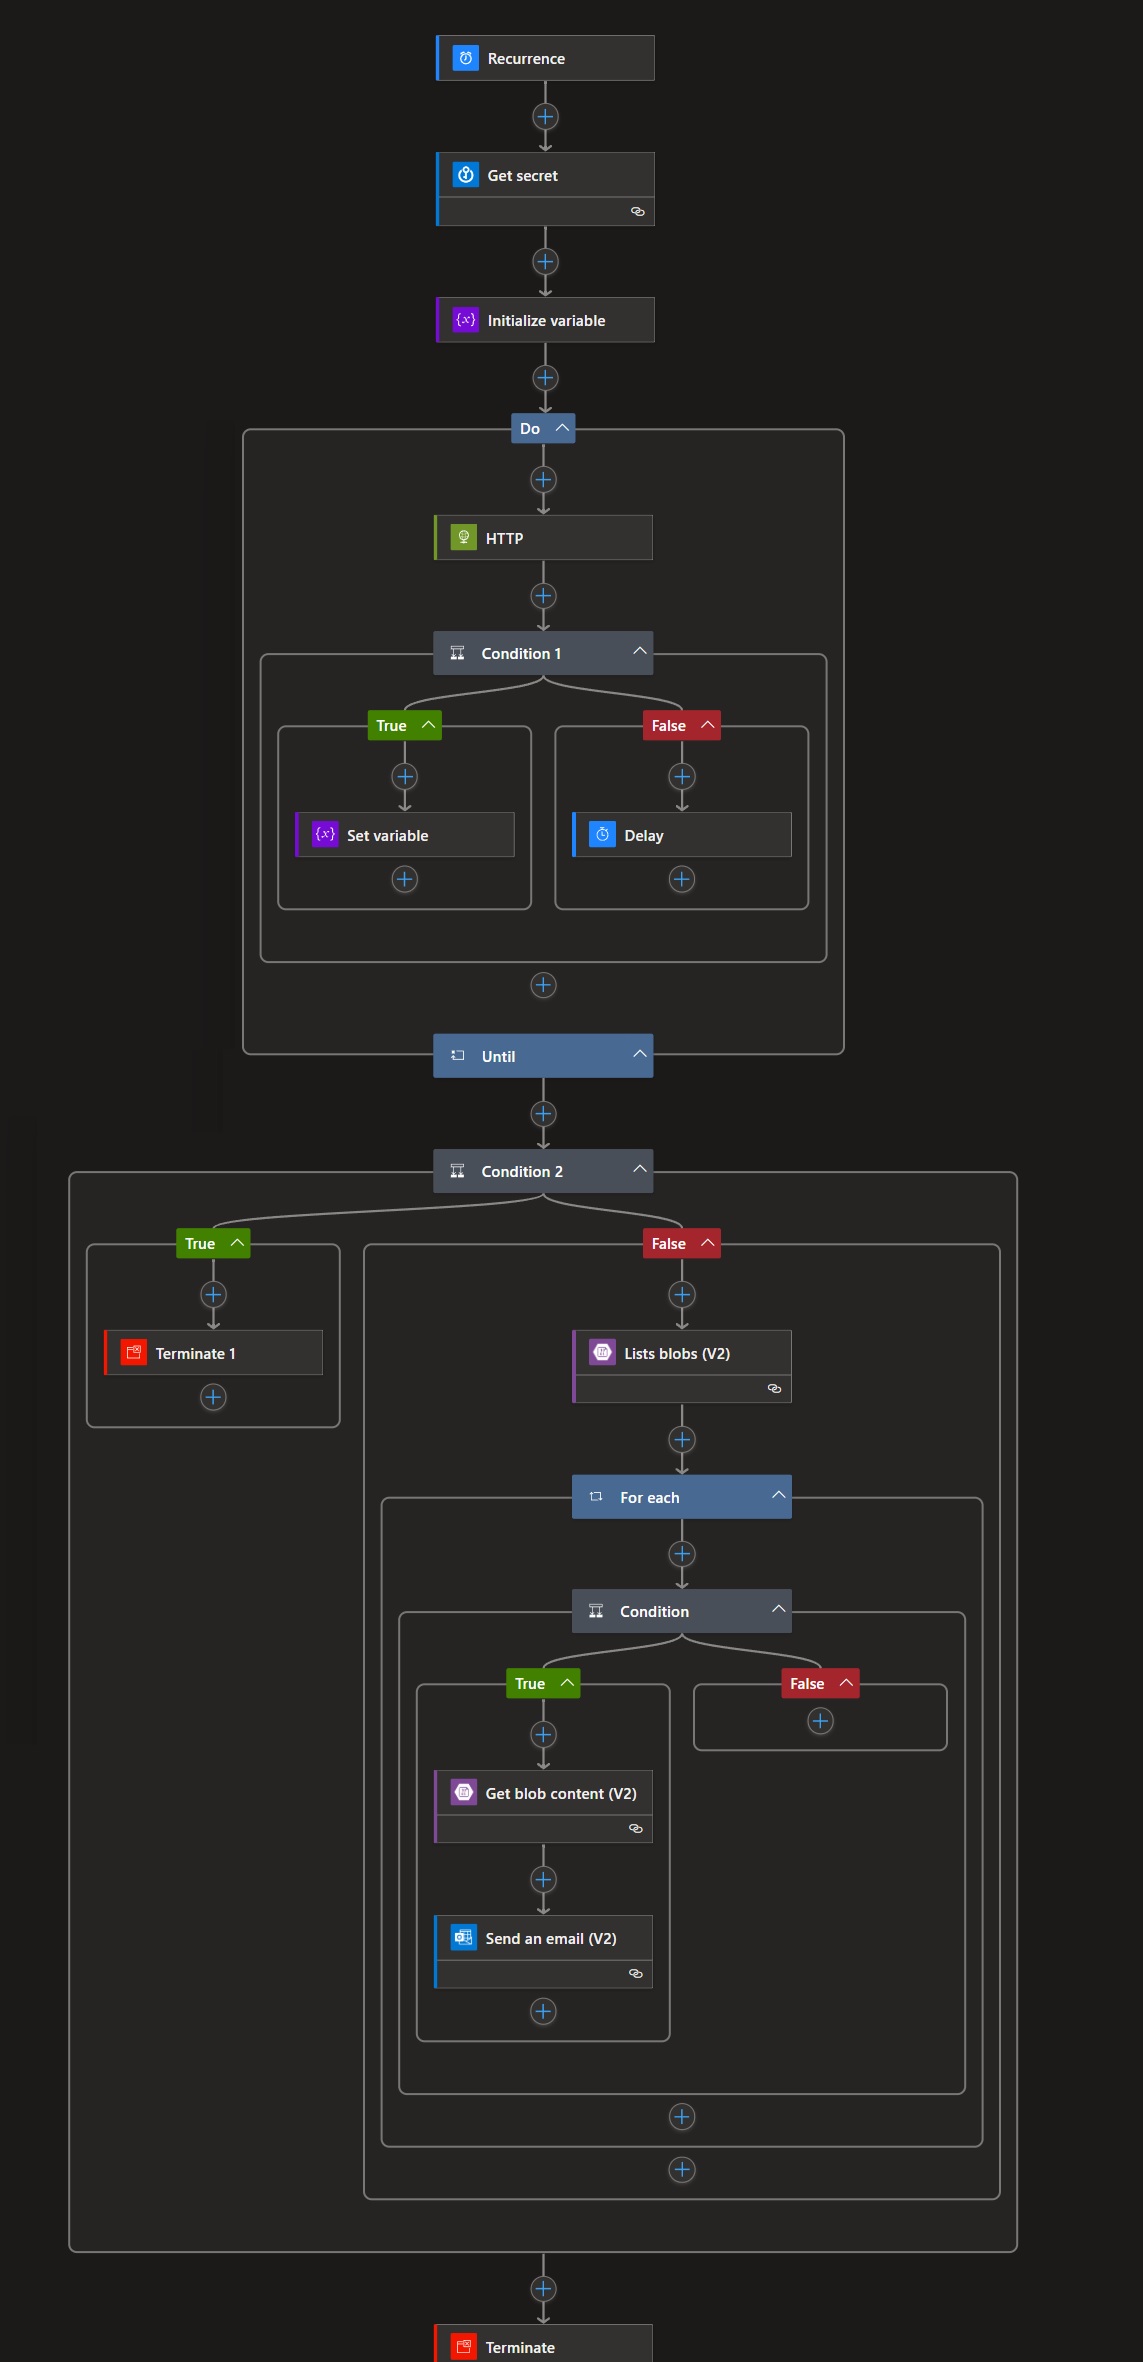 Recurrence
Get secret
{x} Initialize variable
Do
HTTP
Condition 1
True
False
{x} Set variable
Delay
Until
Condition 2
True
False
Terminate 1
Lists blobs (V2)
For each
Condition
True
False
Get blob content (V2)
Send an email (V2)
Terminate